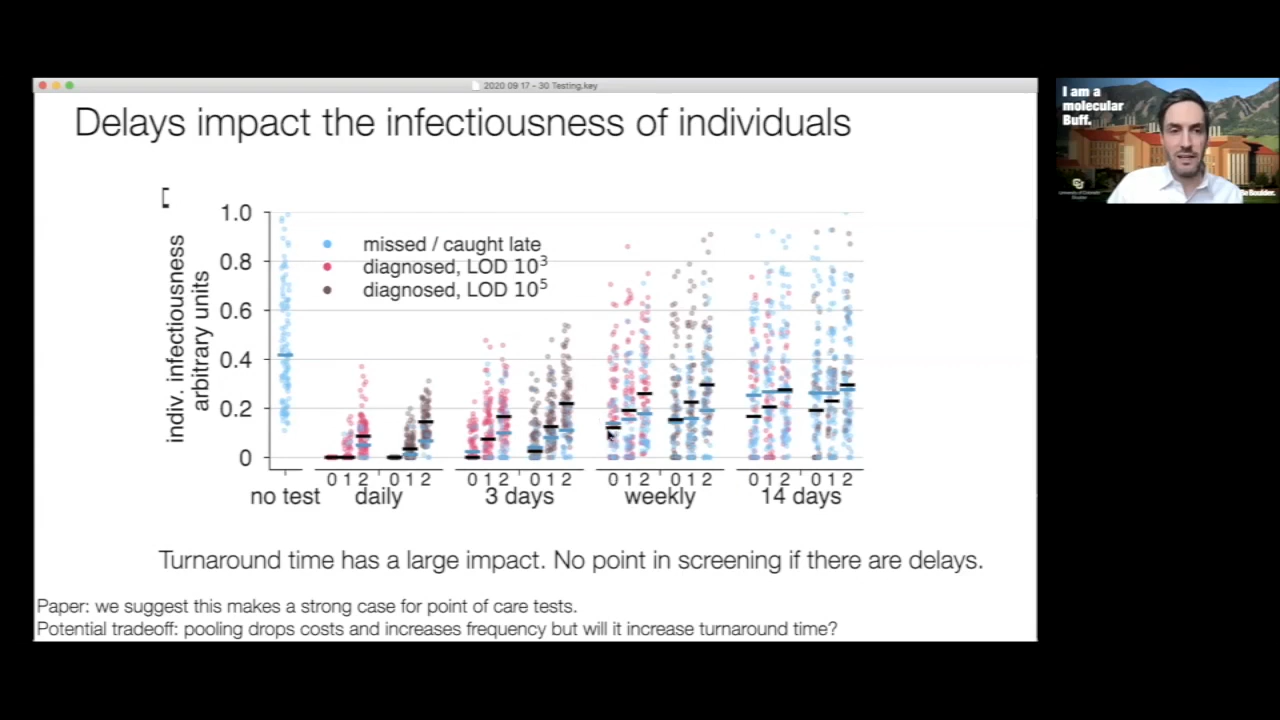 2020 09 17 - 30 Testing.key
Delays impact the infectiousness of individuals
indiv. infectiousness
arbitrary units
1.0
0.8
0.6
0.4
0.2
0
missed / caught late
diagnosed, LOD 10³
diagnosed, LOD 10⁵
0 1 2 0 1 2 0 1 2 0 1 2 0 1 2 0 1 2 0 1 2 0 1 2
no test daily 3 days weekly 14 days
Turnaround time has a large impact. No point in screening if there are delays.
Paper: we suggest this makes a strong case for point of care tests.
Potential tradeoff: pooling drops costs and increases frequency but will it increase turnaround time?
I am a
molecular
Buff.
CU
Be Boulder.